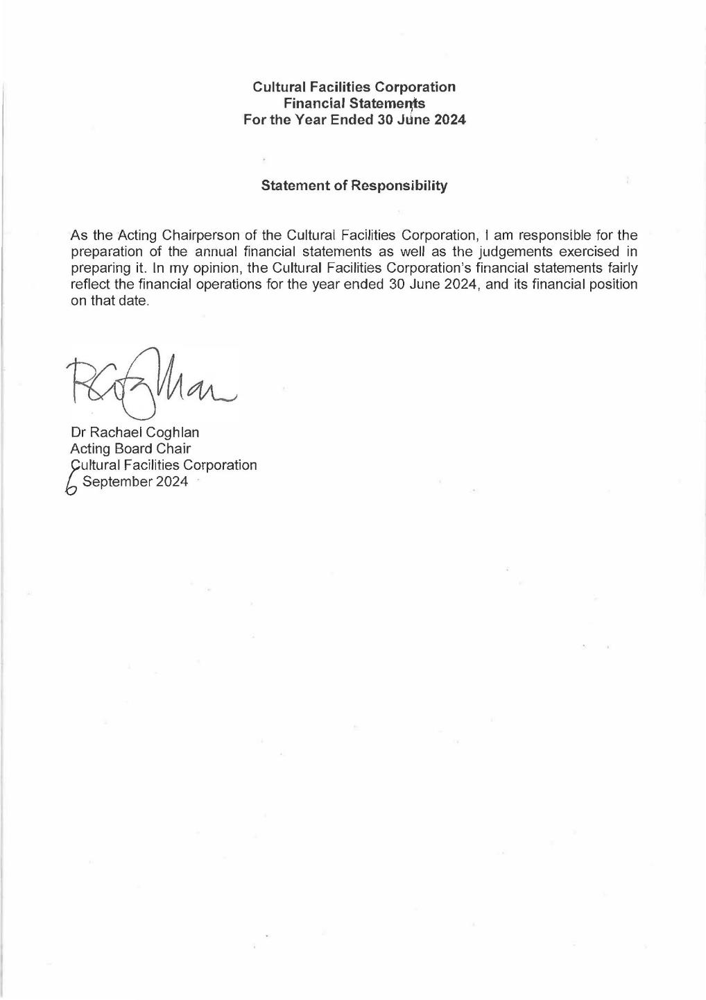 Cultural Facilities Corporation
Financial Statements
For the Year Ended 30 June 2024
Statement of Responsibility
As the Acting Chairperson of the Cultural Facilities Corporation, I am responsible for the
preparation of the annual financial statements as well as the judgements exercised in
preparing it. In my opinion, the Cultural Facilities Corporation's financial statements fairly
reflect the financial operations for the year ended 30 June 2024, and its financial position
on that date.
RCoghlan
Dr Rachael Coghlan
Acting Board Chair
Cultural Facilities Corporation
6 September 2024